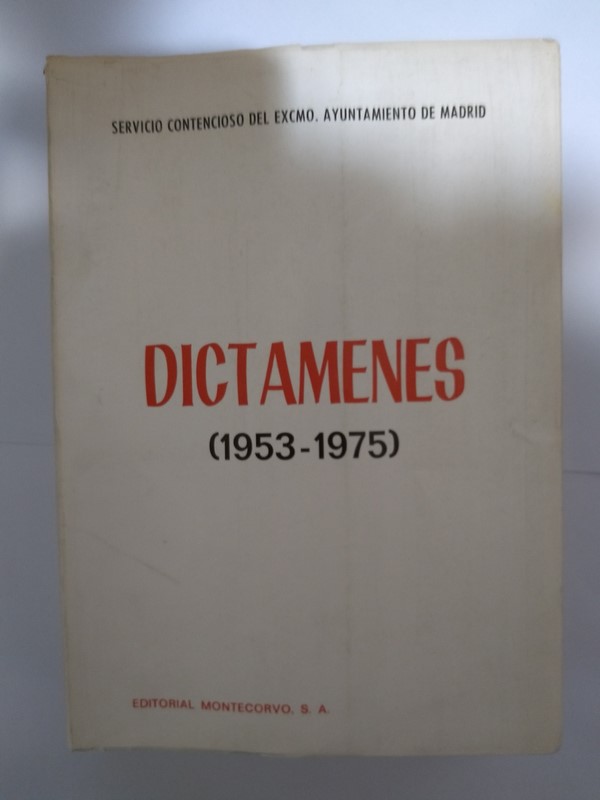 SERVICIO CONTENCIOSO DEL EXCMO. AYUNTAMIENTO DE MADRID
DICTAMENES
(1953-1975)
EDITORIAL MONTECORVO, S. A.